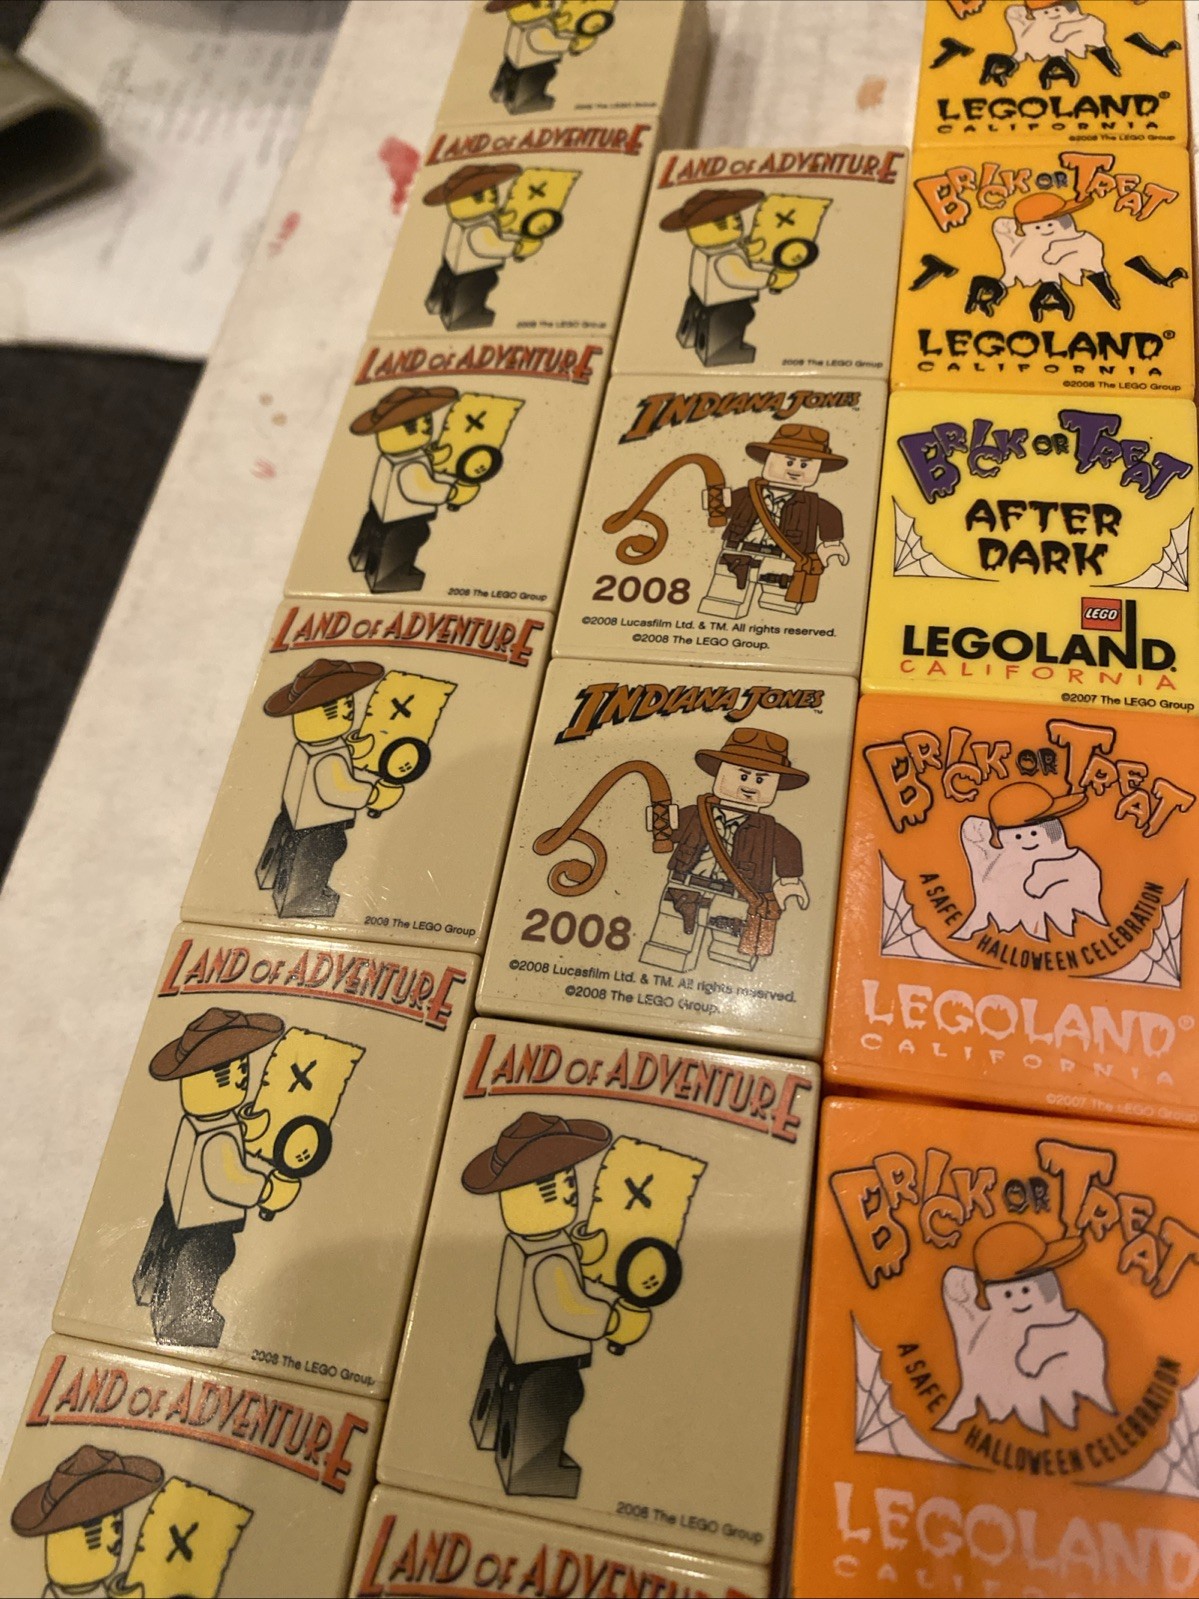 2008 The LEGO Group
LAND OF ADVENTURE
2008 The LEGO Group
LAND OF ADVENTURE
2008 The LEGO Group
LAND OF ADVENTURE
2008 The LEGO Group
LAND OF ADVENTURE
2008 The LEGO Group
LAND OF ADVENTURE
LAND OF ADVENTURE
2008 The LEGO Group
INDIANA JONES™
2008
©2008 Lucasfilm Ltd. & TM. All rights reserved.
©2008 The LEGO Group.
INDIANA JONES™
2008
©2008 Lucasfilm Ltd. & TM. All rights reserved.
©2008 The LEGO Group.
LAND OF ADVENTURE
2008 The LEGO Group
LAND OF ADVENTURE
TRAIL
LEGOLAND®
CALIFORNIA
©2008 The LEGO Group
BRICK OR TREAT
TRAIL
LEGOLAND®
CALIFORNIA
©2008 The LEGO Group
BRICK OR TREAT
AFTER
DARK
LEGO
LEGOLAND®
CALIFORNIA
©2007 The LEGO Group
BRICK OR TREAT
A SAFE HALLOWEEN CELEBRATION
LEGOLAND®
CALIFORNIA
©2007 The LEGO Group
BRICK OR TREAT
A SAFE HALLOWEEN CELEBRATION
LEGOLAND